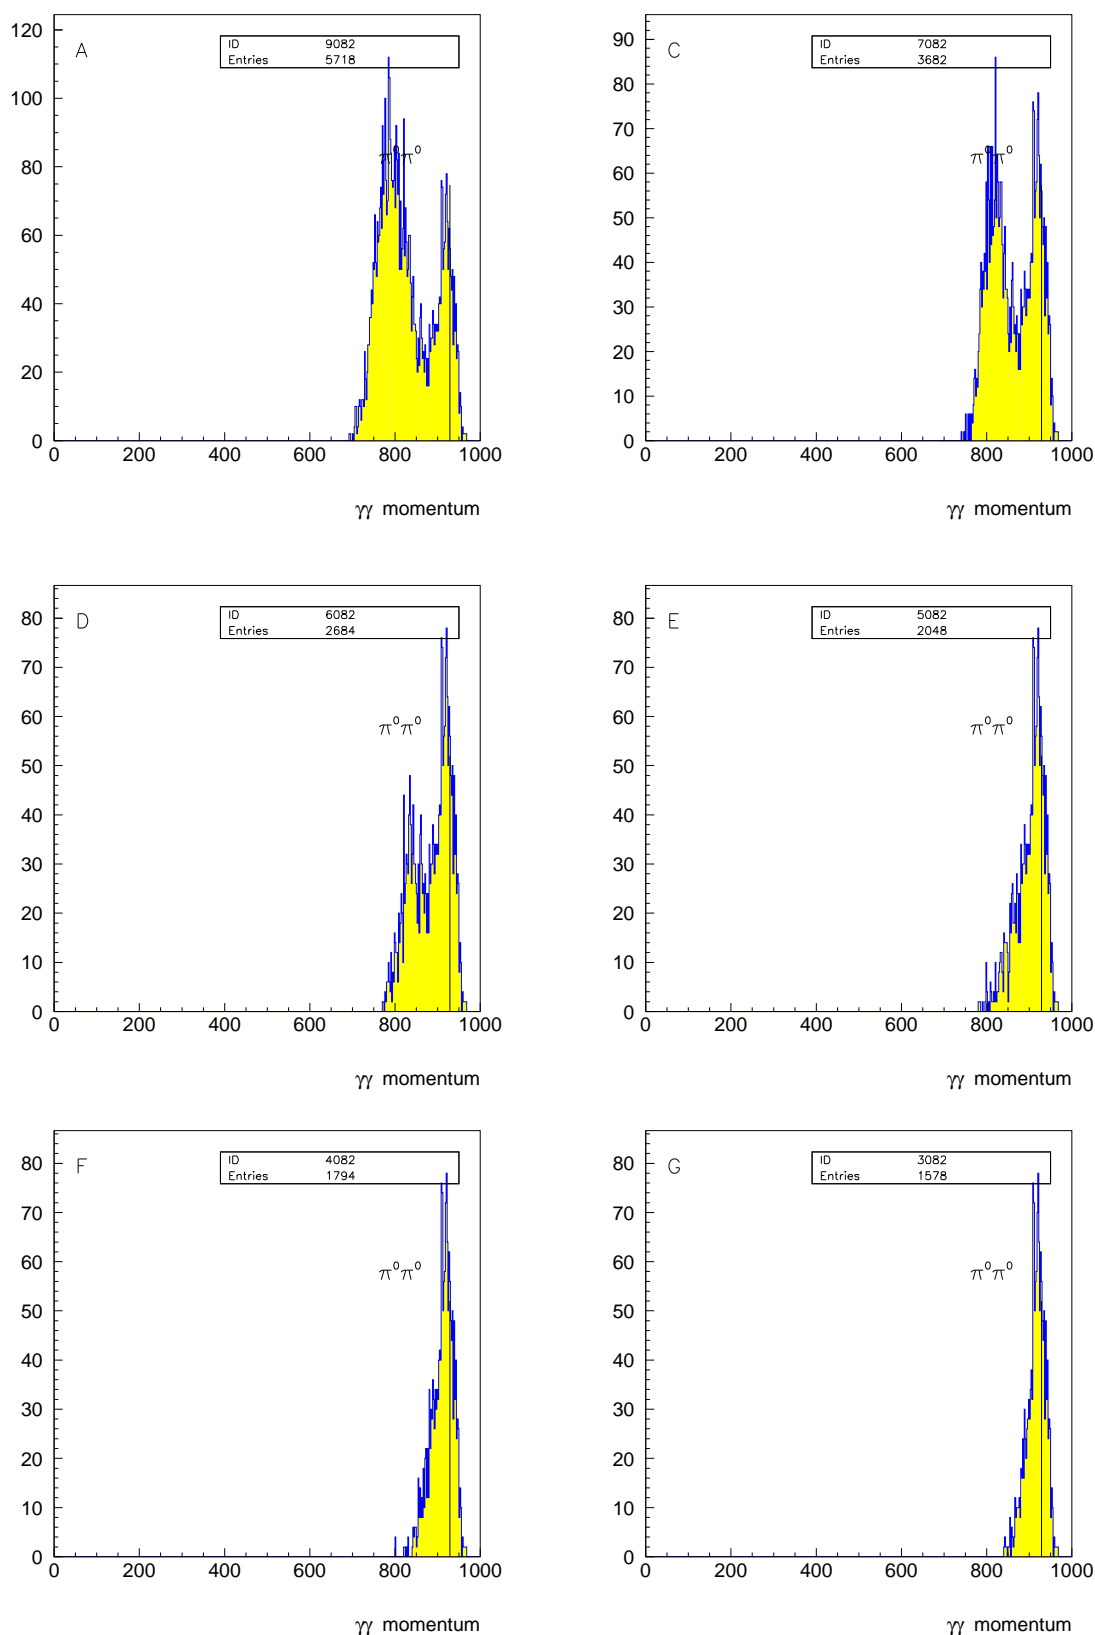 A
ID 9082
Entries 5718
π⁰π⁰
120
100
80
60
40
20
0
0 200 400 600 800 1000
γγ momentum
C
ID 7082
Entries 3682
π⁰π⁰
90
80
70
60
50
40
30
20
10
0
0 200 400 600 800 1000
γγ momentum
D
ID 6082
Entries 2684
π⁰π⁰
80
70
60
50
40
30
20
10
0
0 200 400 600 800 1000
γγ momentum
E
ID 5082
Entries 2048
π⁰π⁰
80
70
60
50
40
30
20
10
0
0 200 400 600 800 1000
γγ momentum
F
ID 4082
Entries 1794
π⁰π⁰
80
70
60
50
40
30
20
10
0
0 200 400 600 800 1000
γγ momentum
G
ID 3082
Entries 1578
π⁰π⁰
80
70
60
50
40
30
20
10
0
0 200 400 600 800 1000
γγ momentum